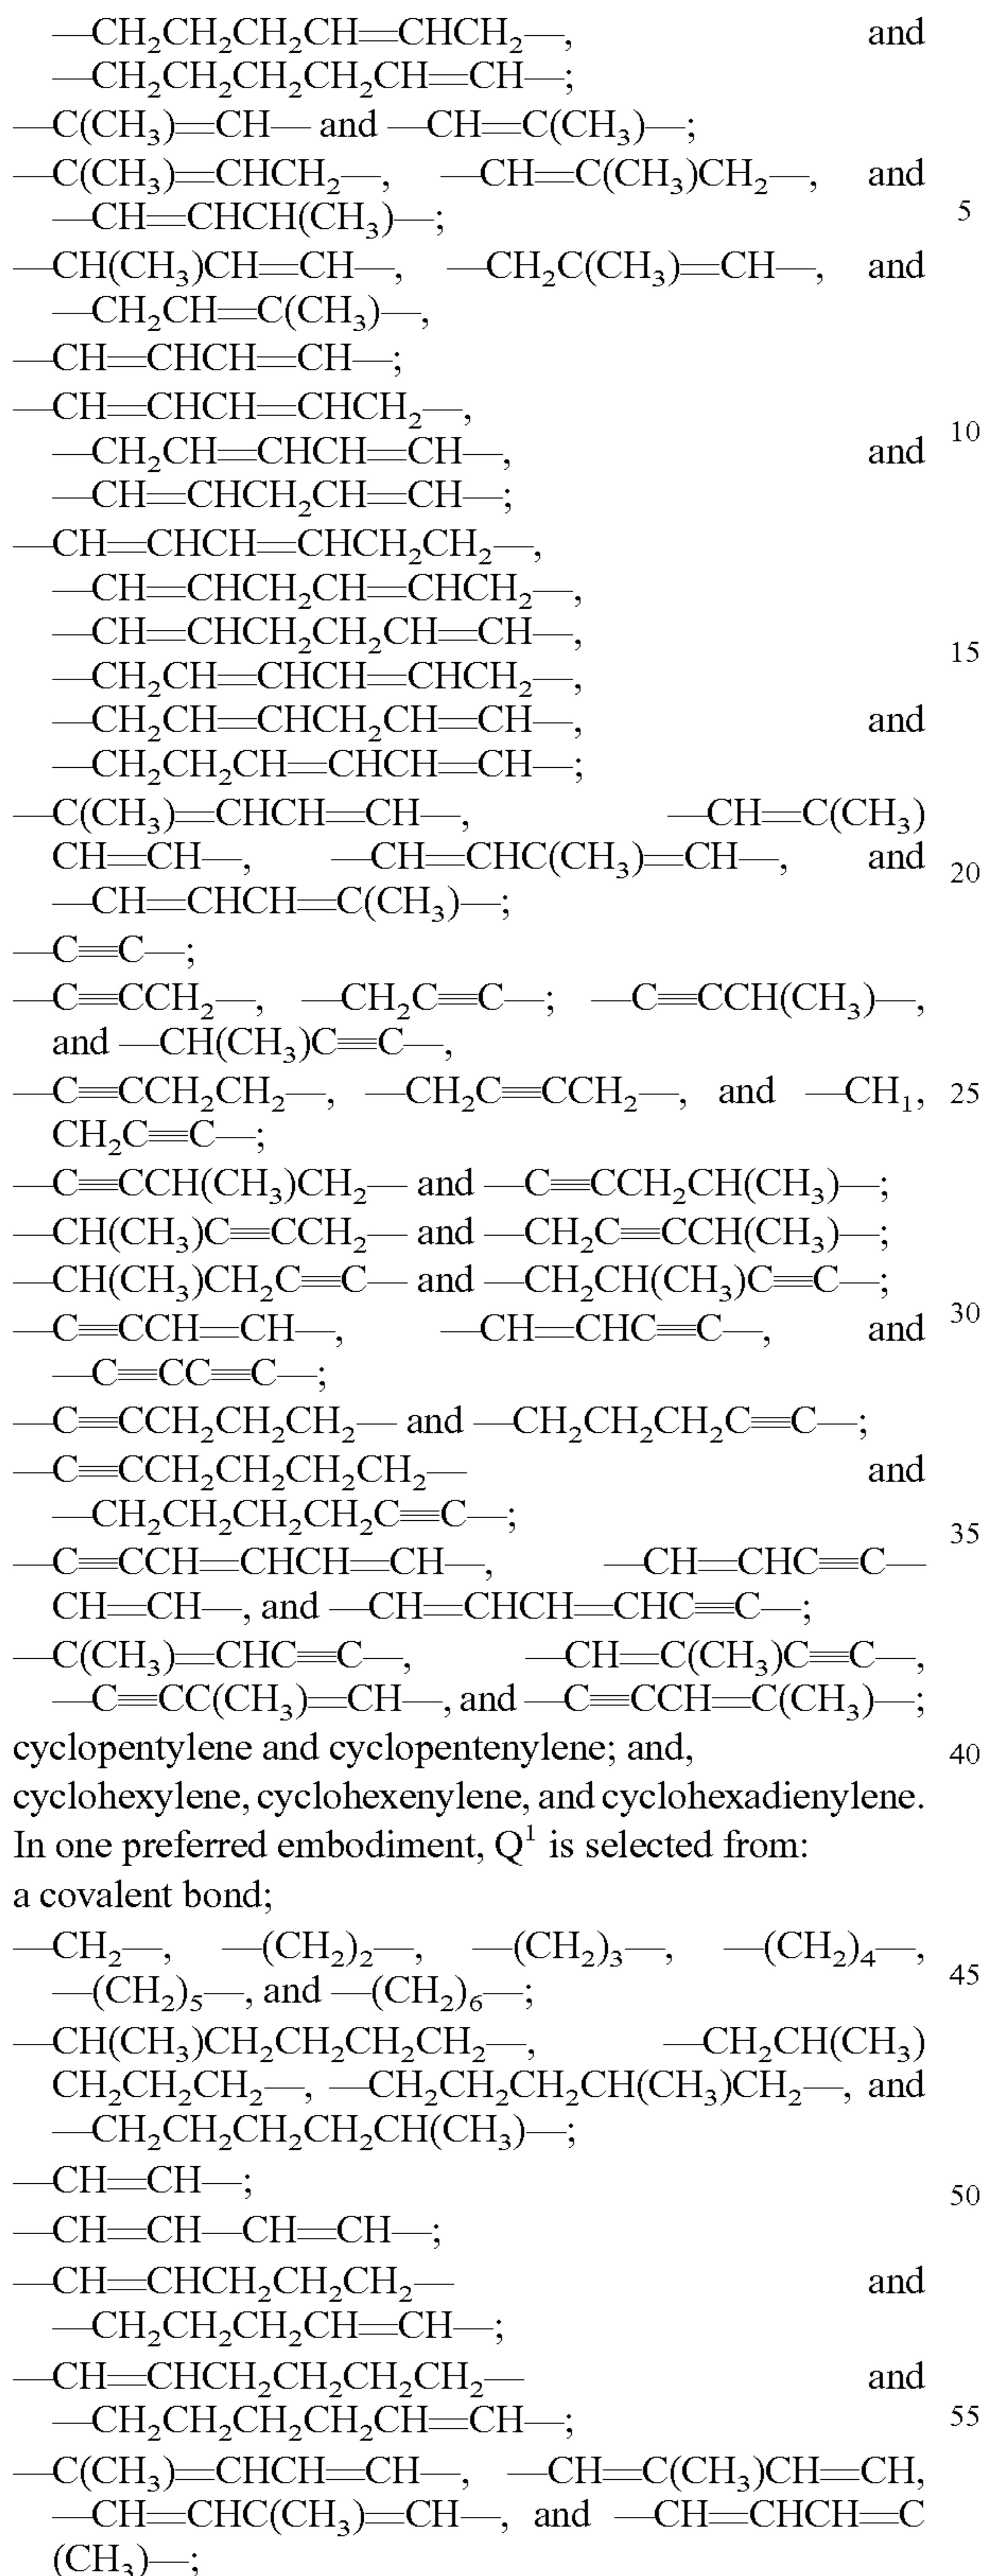 —CH₂CH₂CH₂CH═CHCH₂—, and
—CH₂CH₂CH₂CH₂CH═CH—;
—C(CH₃)═CH— and —CH═C(CH₃)—;
—C(CH₃)═CHCH₂—, —CH═C(CH₃)CH₂—, and
—CH═CHCH(CH₃)—; 5
—CH(CH₃)CH═CH—, —CH₂C(CH₃)═CH—, and
—CH₂CH═C(CH₃)—,
—CH═CHCH═CH—;
—CH═CHCH═CHCH₂—,
—CH₂CH═CHCH═CH—, and 10
—CH═CHCH₂CH═CH—;
—CH═CHCH═CHCH₂CH₂—,
—CH═CHCH₂CH═CHCH₂—,
—CH═CHCH₂CH₂CH═CH—,
—CH₂CH═CHCH═CHCH₂—, 15
—CH₂CH═CHCH₂CH═CH—, and
—CH₂CH₂CH═CHCH═CH—;
—C(CH₃)═CHCH═CH—, —CH═C(CH₃)
CH═CH—, —CH═CHC(CH₃)═CH—, and 20
—CH═CHCH═C(CH₃)—;
—C≡C—;
—C≡CCH₂—, —CH₂C≡C—; —C≡CCH(CH₃)—,
and —CH(CH₃)C≡C—,
—C≡CCH₂CH₂—, —CH₂C≡CCH₂—, and —CH₁, 25
CH₂C≡C—;
—C≡CCH(CH₃)CH₂— and —C≡CCH₂CH(CH₃)—;
—CH(CH₃)C≡CCH₂— and —CH₂C≡CCH(CH₃)—;
—CH(CH₃)CH₂C≡C— and —CH₂CH(CH₃)C≡C—;
—C≡CCH═CH—, —CH═CHC≡C—, and 30
—C≡CC≡C—;
—C≡CCH₂CH₂CH₂— and —CH₂CH₂CH₂C≡C—;
—C≡CCH₂CH₂CH₂CH₂— and
—CH₂CH₂CH₂CH₂C≡C—; 35
—C≡CCH═CHCH═CH—, —CH═CHC≡C—
CH═CH—, and —CH═CHCH═CHC≡C—;
—C(CH₃)═CHC≡C—, —CH═C(CH₃)C≡C—,
—C≡CC(CH₃)═CH—, and —C≡CCH═C(CH₃)—;
cyclopentylene and cyclopentenylene; and, 40
cyclohexylene, cyclohexenylene, and cyclohexadienylene.
In one preferred embodiment, Q¹ is selected from:
a covalent bond;
—CH₂—, —(CH₂)₂—, —(CH₂)₃—, —(CH₂)₄—, 45
—(CH₂)₅—, and —(CH₂)₆—;
—CH(CH₃)CH₂CH₂CH₂CH₂—, —CH₂CH(CH₃)
CH₂CH₂CH₂—, —CH₂CH₂CH₂CH(CH₃)CH₂—, and
—CH₂CH₂CH₂CH₂CH(CH₃)—;
—CH═CH—; 50
—CH═CH—CH═CH—;
—CH═CHCH₂CH₂CH₂— and
—CH₂CH₂CH₂CH═CH—;
—CH═CHCH₂CH₂CH₂CH₂— and
—CH₂CH₂CH₂CH₂CH═CH—; 55
—C(CH₃)═CHCH═CH—, —CH═C(CH₃)CH═CH,
—CH═CHC(CH₃)═CH—, and —CH═CHCH═C
(CH₃)—;